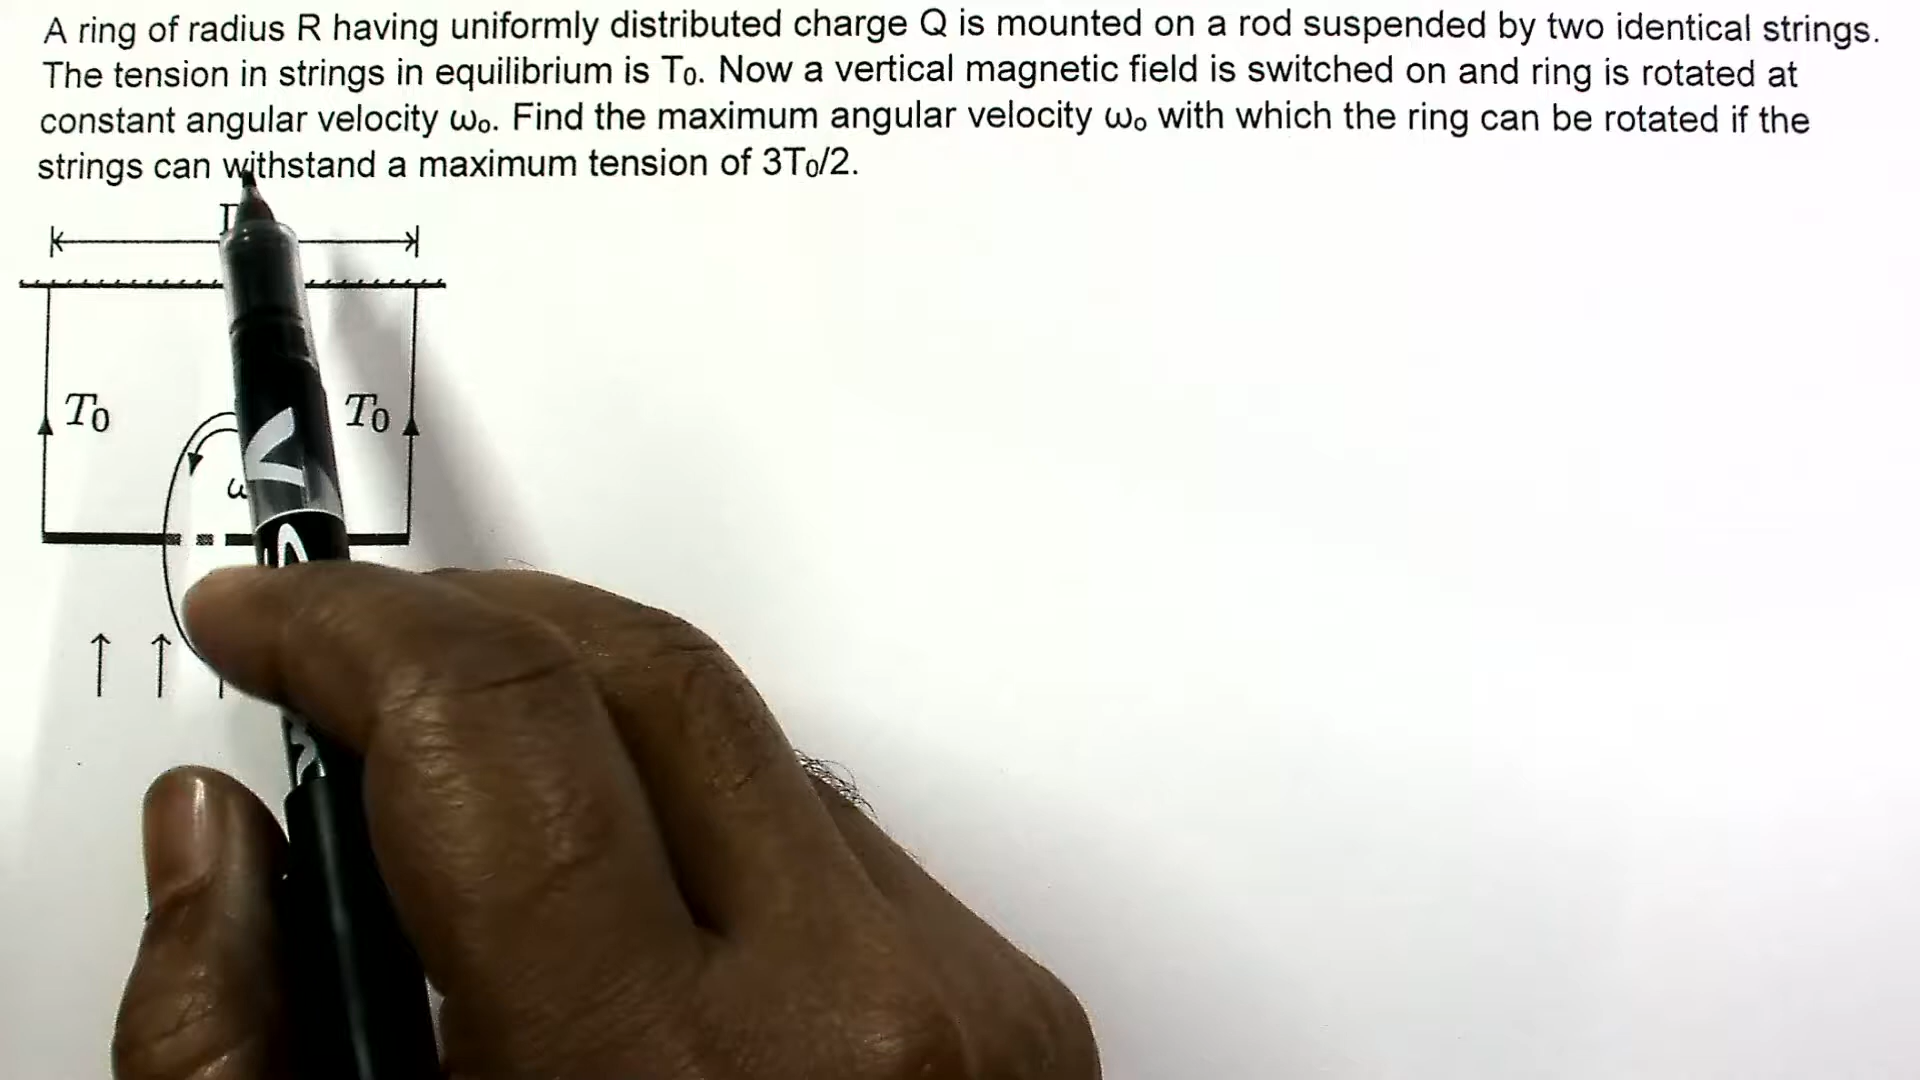 A ring of radius R having uniformly distributed charge Q is mounted on a rod suspended by two identical strings.
The tension in strings in equilibrium is T₀. Now a vertical magnetic field is switched on and ring is rotated at
constant angular velocity ω₀. Find the maximum angular velocity ω₀ with which the ring can be rotated if the
strings can withstand a maximum tension of 3T₀/2.
T₀ T₀
ω